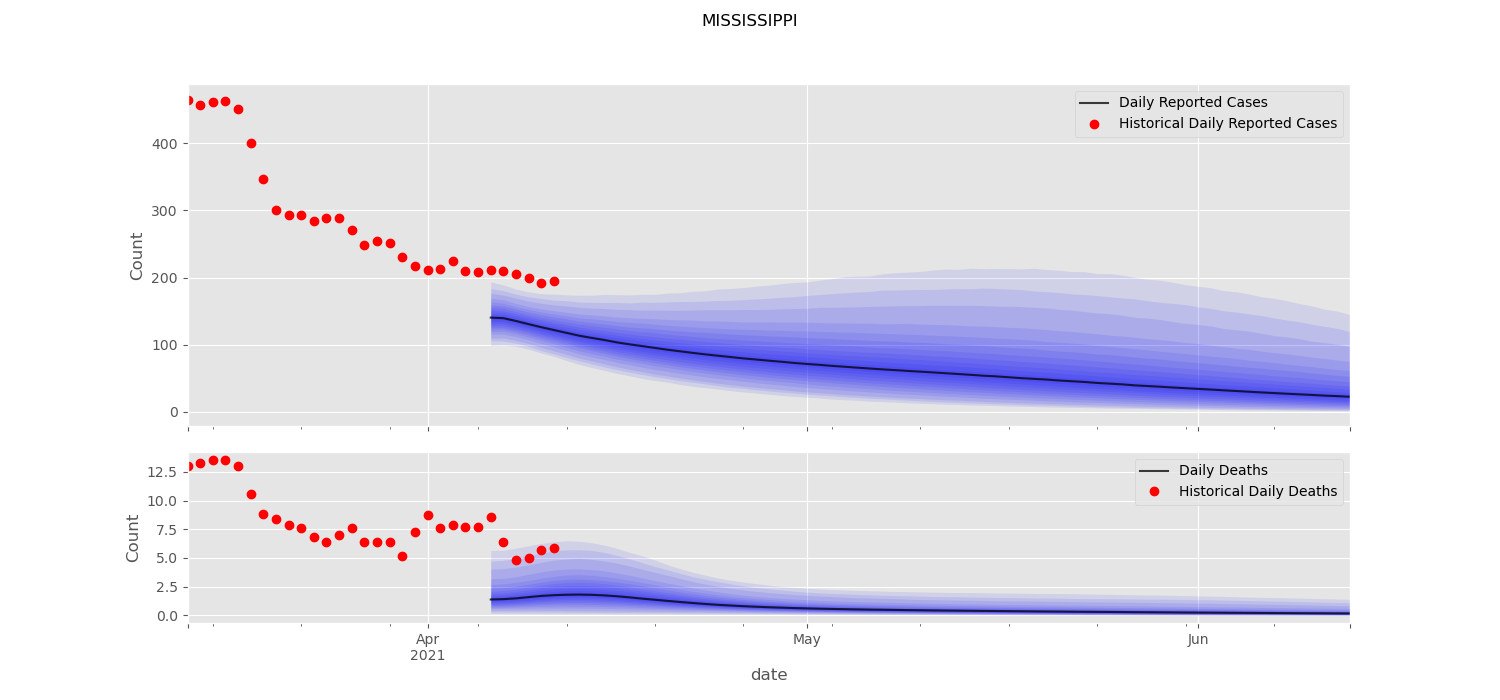 MISSISSIPPI
Daily Reported Cases
Historical Daily Reported Cases
400
300
200
100
0
Count
Daily Deaths
Historical Daily Deaths
12.5
10.0
7.5
5.0
2.5
0.0
Count
Apr
2021
May
Jun
date